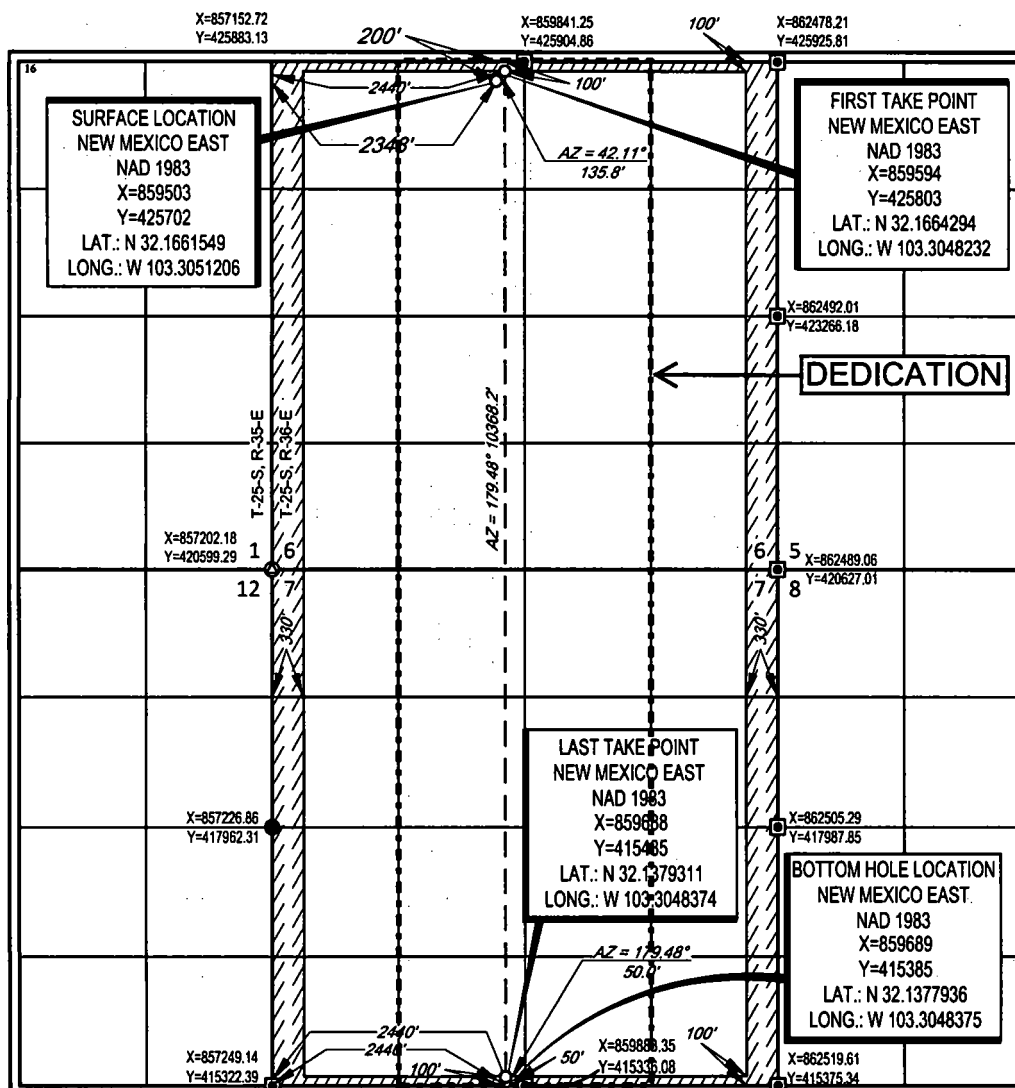 X=857152.72
Y=425883.13
X=859841.25
Y=425904.86
X=862478.21
Y=425925.81
200'
100'
16
2440'
100'
2348'
AZ = 42.11°
135.8'
SURFACE LOCATION
NEW MEXICO EAST
NAD 1983
X=859503
Y=425702
LAT.: N 32.1661549
LONG.: W 103.3051206
FIRST TAKE POINT
NEW MEXICO EAST
NAD 1983
X=859594
Y=425803
LAT.: N 32.1664294
LONG.: W 103.3048232
X=862492.01
Y=423266.18
DEDICATION
T-25-S, R-35-E
T-25-S, R-36-E
AZ = 179.48° 10368.2'
X=857202.18
Y=420599.29
1 6
12 7
6 5
7 8
X=862489.06
Y=420627.01
330'
330'
LAST TAKE POINT
NEW MEXICO EAST
NAD 1983
LAT.: N 32.1379311
LONG.: W 103.3048374
X=857226.86
Y=417962.31
X=862505.29
Y=417987.85
BOTTOM HOLE LOCATION
NEW MEXICO EAST
NAD 1983
X=859689
Y=415385
LAT.: N 32.1377936
LONG.: W 103.3048375
AZ = 179.48°
2440'
100'
50'
100'
X=857249.14
Y=415322.39
X=862519.61
Y=415375.34